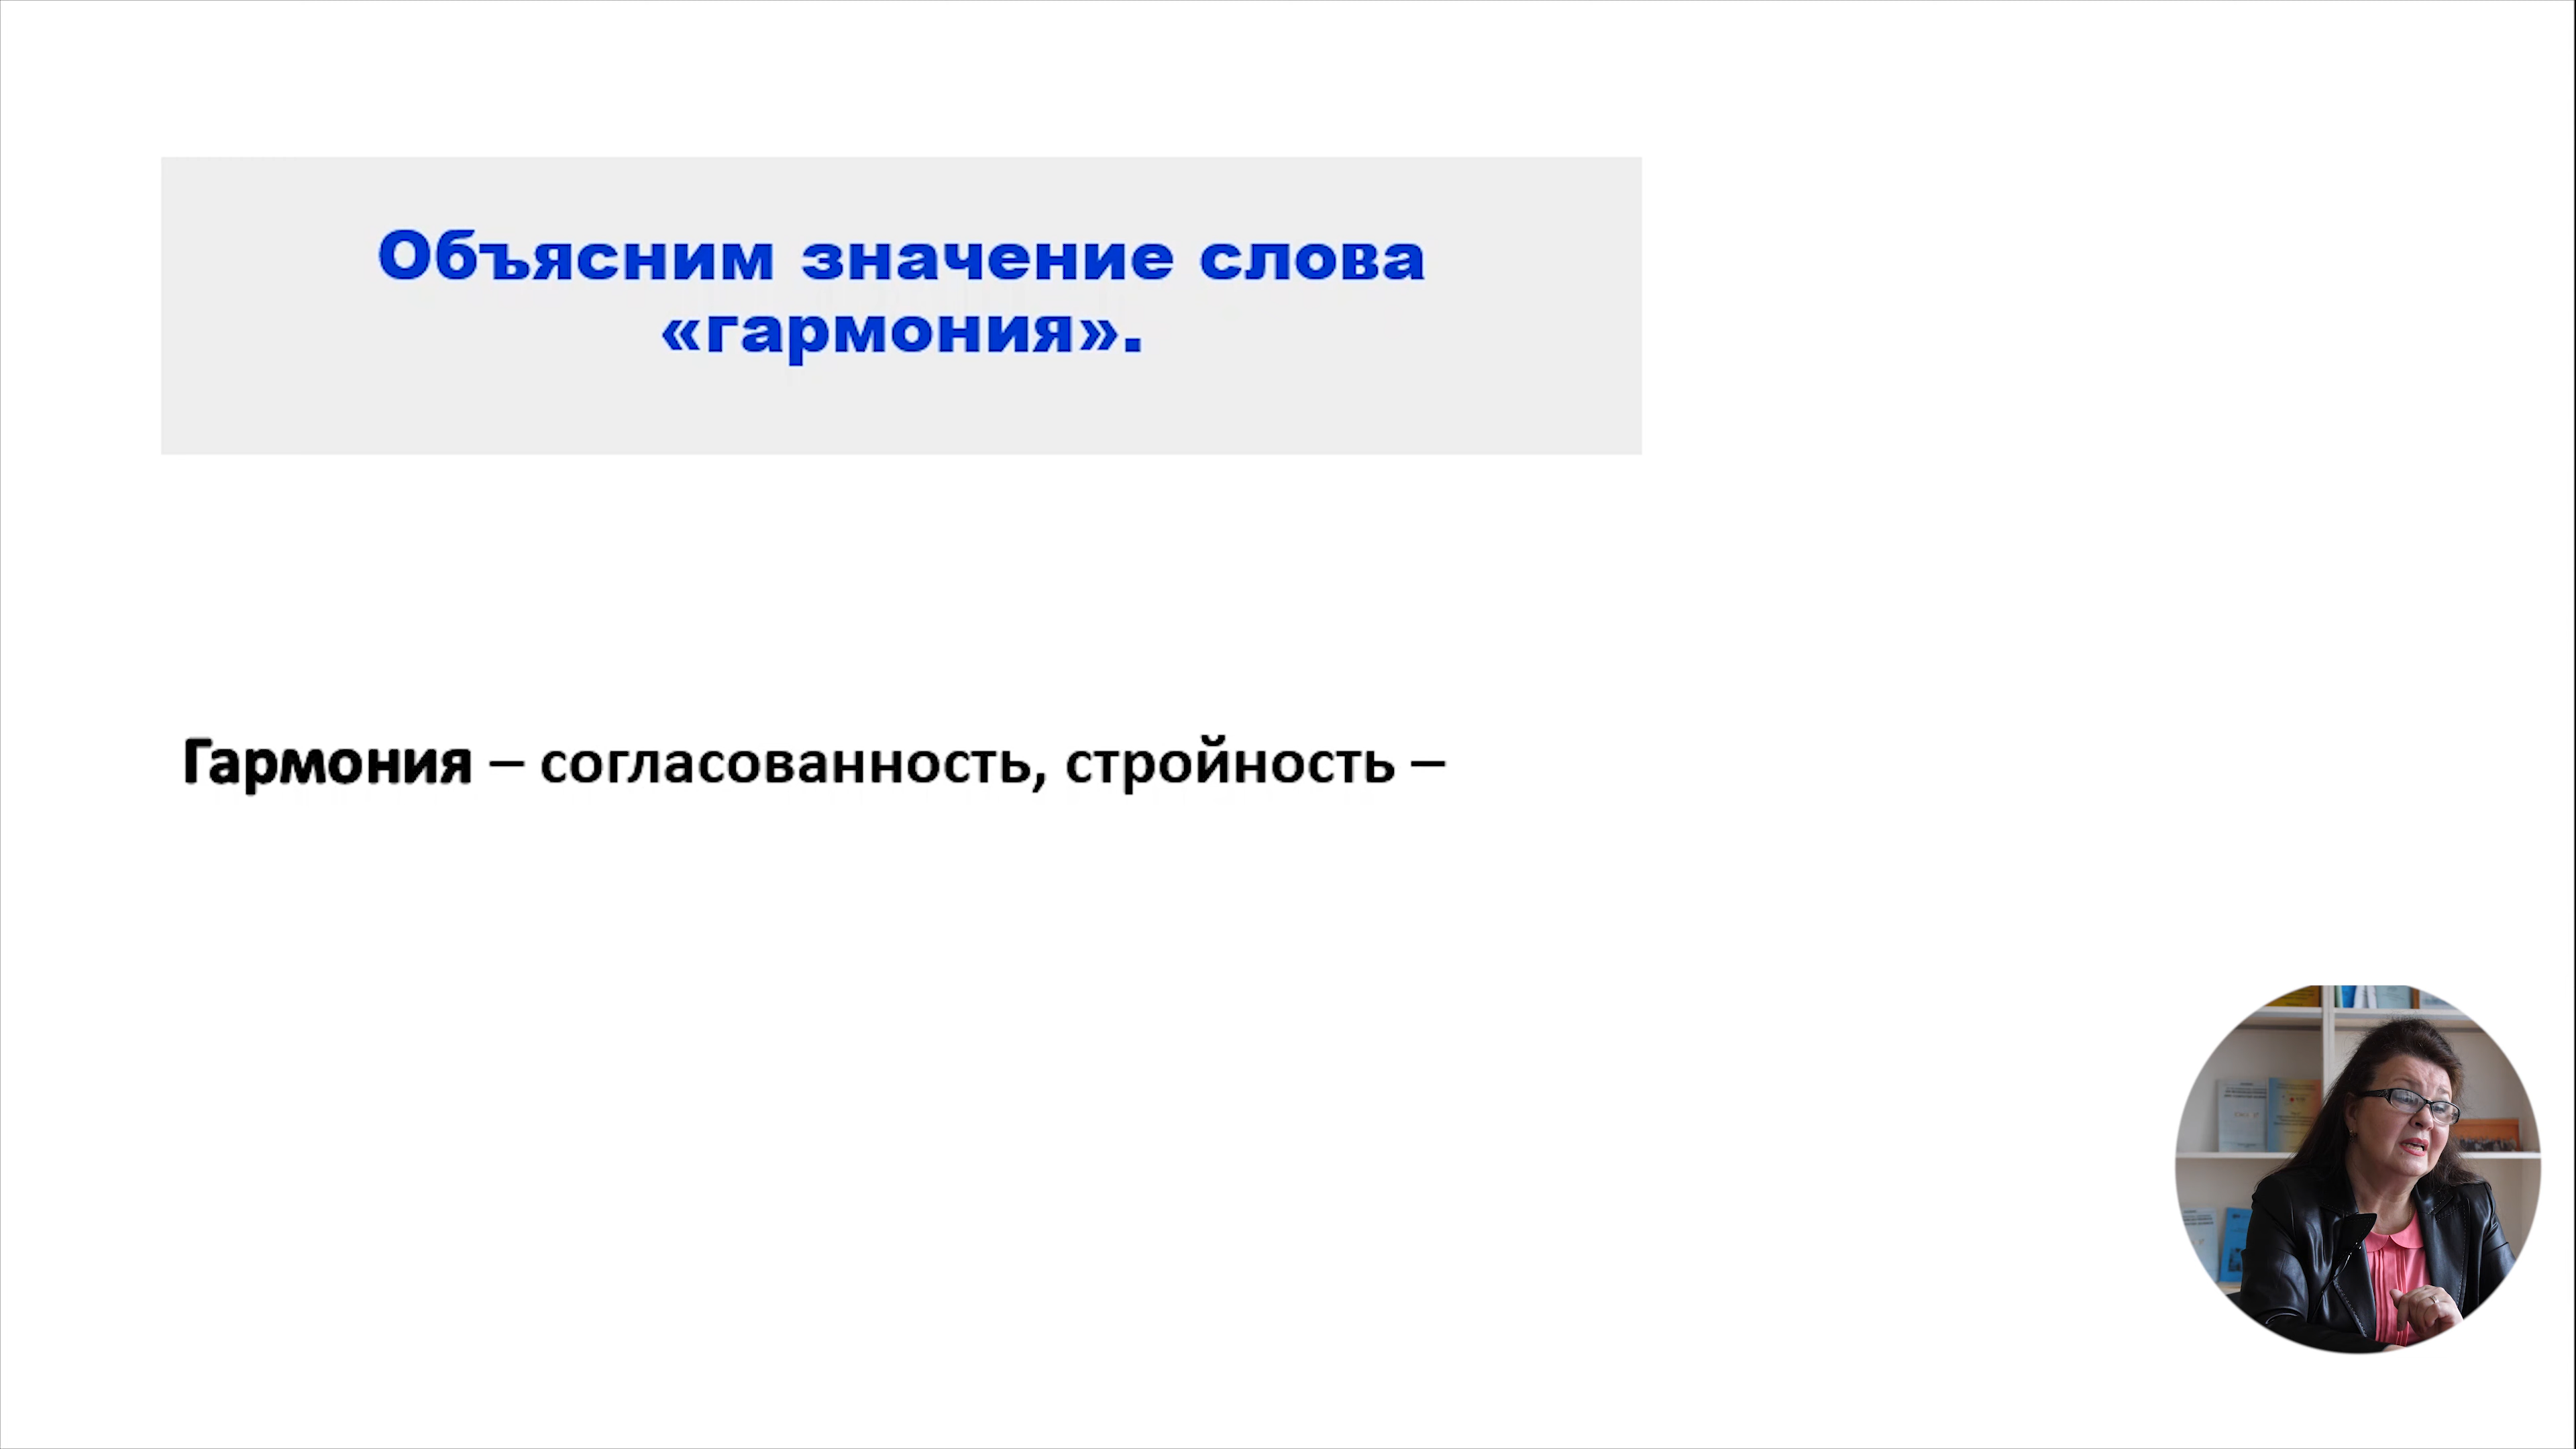 Объясним значение слова
«гармония».
Гармония – согласованность, стройность –